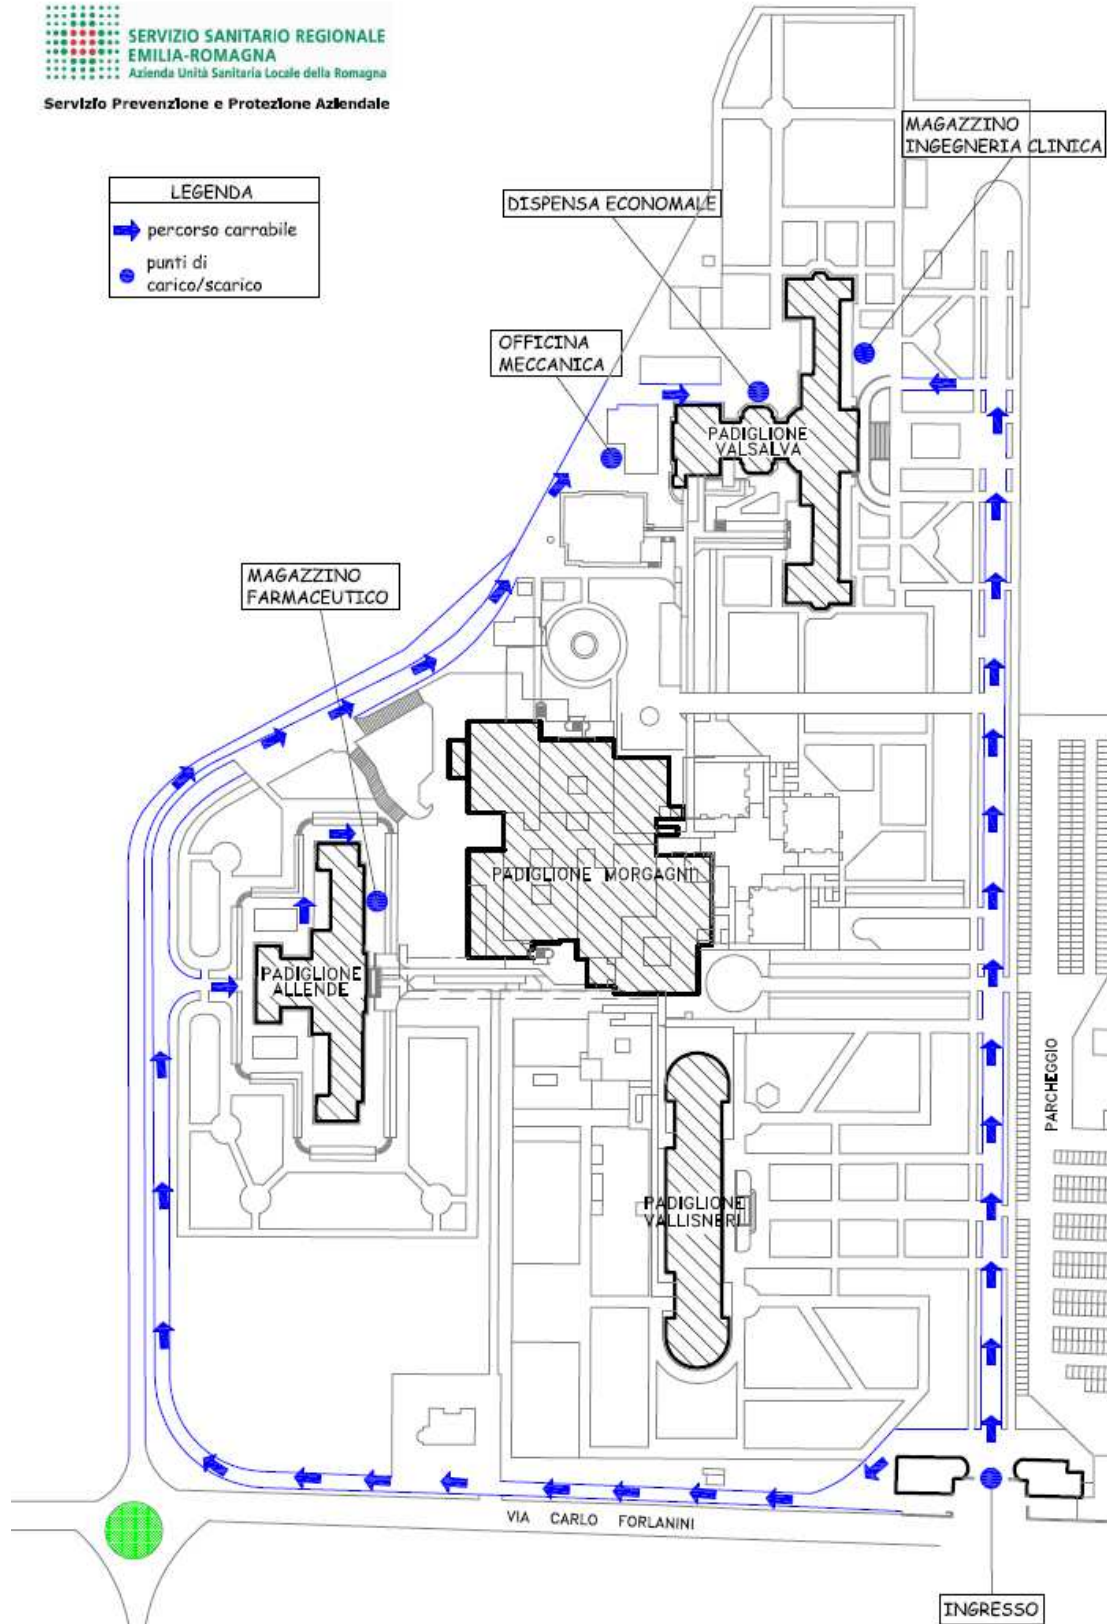 SERVIZIO SANITARIO REGIONALE
EMILIA-ROMAGNA
Azienda Unità Sanitaria Locale della Romagna
Servizio Prevenzione e Protezione Aziendale
LEGENDA
percorso carrabile
punti di
carico/scarico
MAGAZZINO
INGEGNERIA CLINICA
DISPENSA ECONOMALE
OFFICINA
MECCANICA
PADIGLIONE
VALSALVA
MAGAZZINO
FARMACEUTICO
PADIGLIONE MORGAGNI
PADIGLIONE
ALLENDE
PARCHEGGIO
PADIGLIONE
VALLISNERI
VIA CARLO FORLANINI
INGRESSO